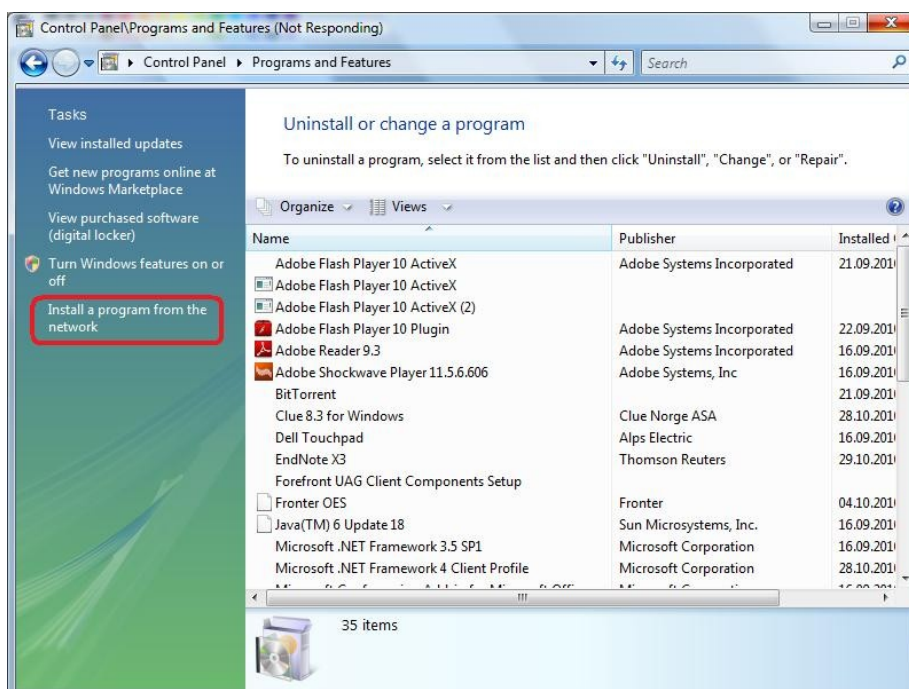 Control Panel\Programs and Features (Not Responding)
Control Panel Programs and Features
Search
Tasks
View installed updates
Get new programs online at
Windows Marketplace
View purchased software
(digital locker)
Turn Windows features on or
off
Install a program from the
network
Uninstall or change a program
To uninstall a program, select it from the list and then click "Uninstall", "Change", or "Repair".
Organize Views
Name Publisher Installed
Adobe Flash Player 10 ActiveX Adobe Systems Incorporated 21.09.201
Adobe Flash Player 10 ActiveX
Adobe Flash Player 10 ActiveX (2)
Adobe Flash Player 10 Plugin Adobe Systems Incorporated 22.09.201
Adobe Reader 9.3 Adobe Systems Incorporated 16.09.201
Adobe Shockwave Player 11.5.6.606 Adobe Systems, Inc 16.09.201
BitTorrent 21.09.201
Clue 8.3 for Windows Clue Norge ASA 28.10.201
Dell Touchpad Alps Electric 16.09.201
EndNote X3 Thomson Reuters 29.10.201
Forefront UAG Client Components Setup
Fronter OES Fronter 04.10.201
Java(TM) 6 Update 18 Sun Microsystems, Inc. 16.09.201
Microsoft .NET Framework 3.5 SP1 Microsoft Corporation 16.09.201
Microsoft .NET Framework 4 Client Profile Microsoft Corporation 28.10.201
35 items